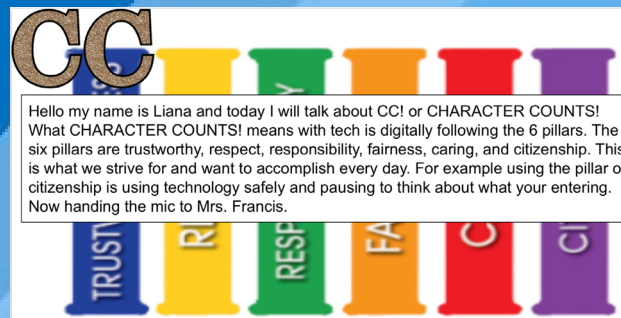 CC
Hello my name is Liana and today I will talk about CC! or CHARACTER COUNTS!
What CHARACTER COUNTS! means with tech is digitally following the 6 pillars. The
six pillars are trustworthy, respect, responsibility, fairness, caring, and citizenship. This
is what we strive for and want to accomplish every day. For example using the pillar o
citizenship is using technology safely and pausing to think about what your entering.
Now handing the mic to Mrs. Francis.